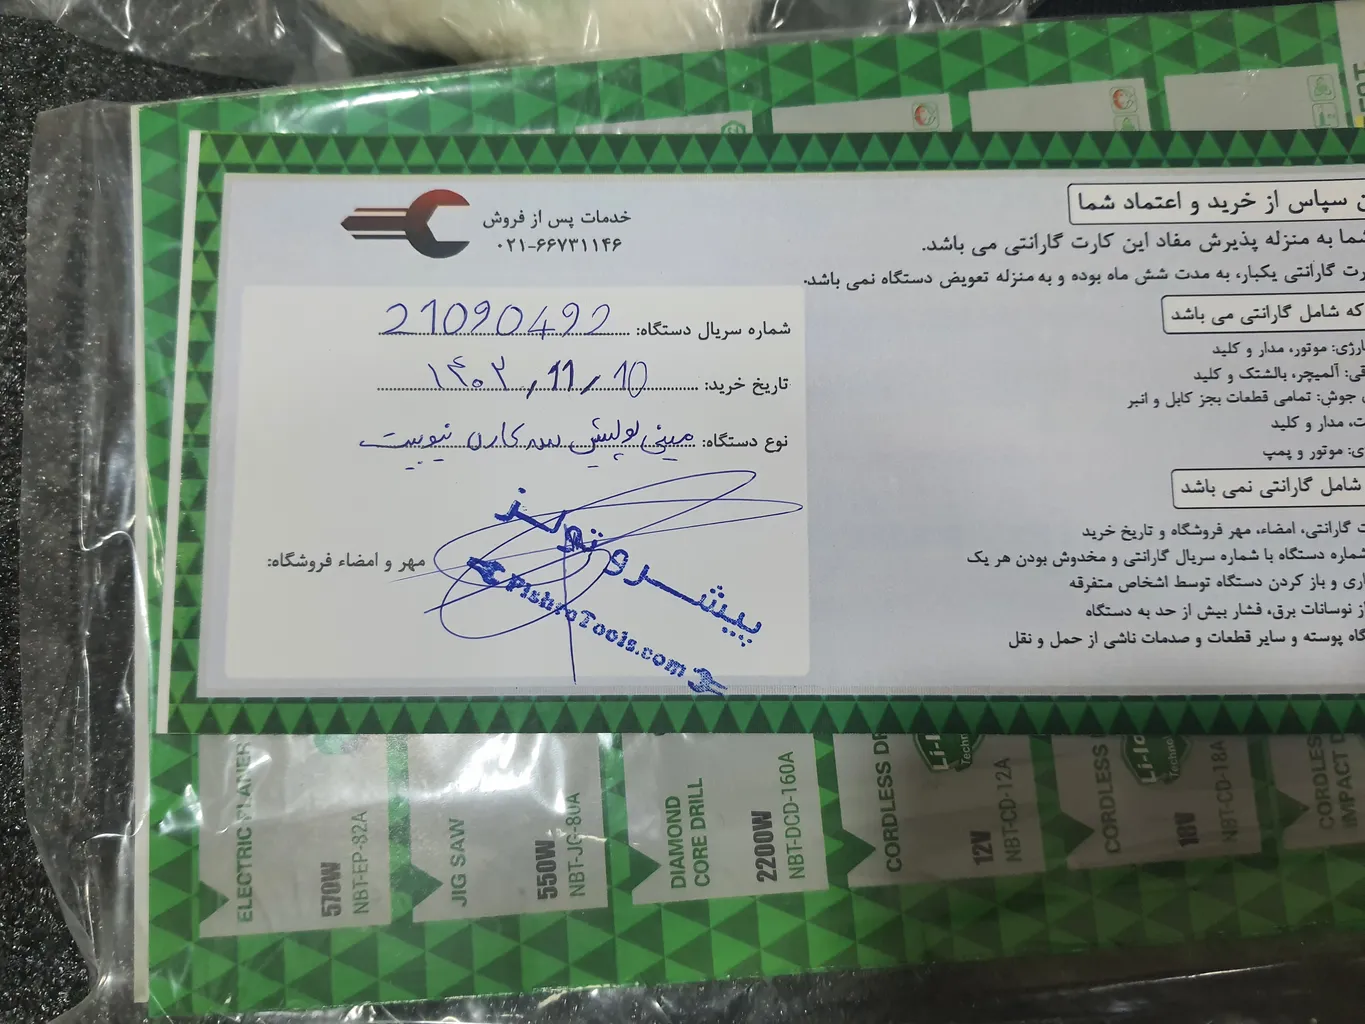 خدمات پس از فروش
۰۲۱-۶۶۷۳۱۱۴۶
شماره سریال دستگاه: 21090492
تاریخ خرید: ۱۴۰۳,11,10
نوع دستگاه: مینی پولیش سه کاره نیوبیت
مهر و امضاء فروشگاه:
پیشرو تولز
PishroTools.com
سپاس از خرید و اعتماد شما
شما به منزله پذیرش مفاد این کارت گارانتی می باشد.
گارانتی یکبار، به مدت شش ماه بوده و به منزله تعویض دستگاه نمی باشد.
که شامل گارانتی می باشد
موتور، مدار و کلید
آلمیچر، بالشتک و کلید
جوش: تمامی قطعات بجز کابل و انبر
مدار و کلید
موتور و پمپ
شامل گارانتی نمی باشد
گارانتی، امضاء، مهر فروشگاه و تاریخ خرید
شماره دستگاه با شماره سریال گارانتی و مخدوش بودن هر یک
و باز کردن دستگاه توسط اشخاص متفرقه
از نوسانات برق، فشار بیش از حد به دستگاه
پوسته و سایر قطعات و صدمات ناشی از حمل و نقل
ELECTRIC PLANER
570W
NBT-EP-82A
JIG SAW
550W
NBT-JG-80A
DIAMOND
CORE DRILL
2200W
NBT-DCD-160A
CORDLESS
12V
NBT-CD-12A
CORDLESS
18V
NBT-CD-18A
CORDLESS
IMPACT